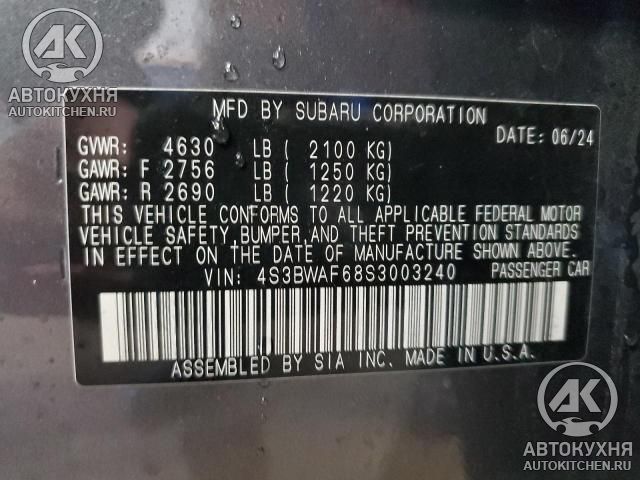 АК
АВТОКУХНЯ
AUTOKITCHEN.RU
MFD BY SUBARU CORPORATION
DATE: 06/24
GVWR: 4630 LB ( 2100 KG)
GAWR: F 2756 LB ( 1250 KG)
GAWR: R 2690 LB ( 1220 KG)
THIS VEHICLE CONFORMS TO ALL APPLICABLE FEDERAL MOTOR
VEHICLE SAFETY, BUMPER, AND THEFT PREVENTION STANDARDS
IN EFFECT ON THE DATE OF MANUFACTURE SHOWN ABOVE.
VIN: 4S3BWAF68S3003240 PASSENGER CAR
ASSEMBLED BY SIA INC. MADE IN U.S.A.
АК
АВТОКУХНЯ
AUTOKITCHEN.RU